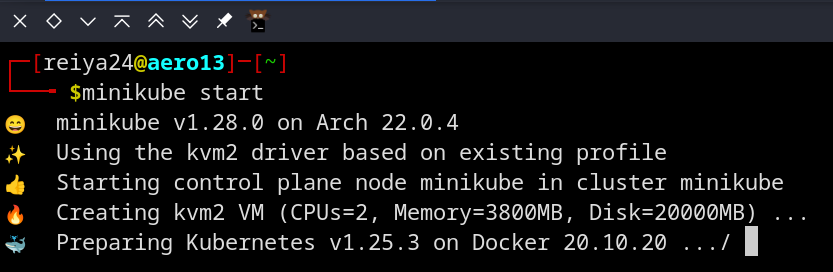 [reiya24@aero13]-[~]
$minikube start
😄 minikube v1.28.0 on Arch 22.0.4
✨ Using the kvm2 driver based on existing profile
👍 Starting control plane node minikube in cluster minikube
🔥 Creating kvm2 VM (CPUs=2, Memory=3800MB, Disk=20000MB) ...
🐳 Preparing Kubernetes v1.25.3 on Docker 20.10.20 .../